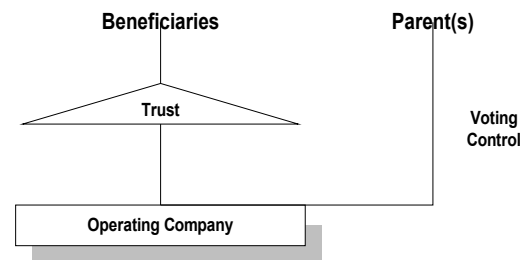 Beneficiaries
Parent(s)
Trust
Voting
Control
Operating Company